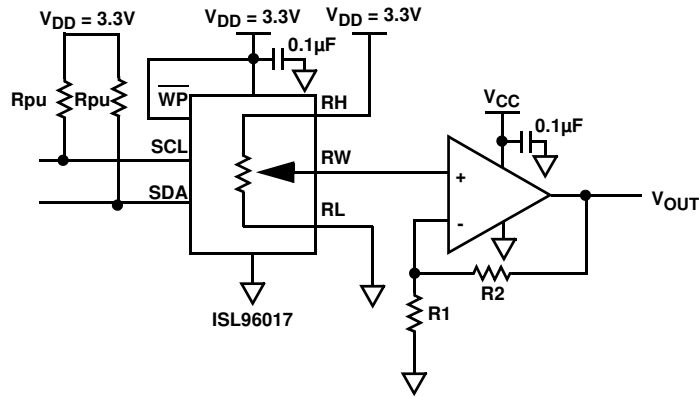 VDD = 3.3V
VDD = 3.3V
VDD = 3.3V
0.1µF
Rpu
Rpu
WP
RH
SCL
RW
SDA
RL
ISL96017
VCC
0.1µF
+
-
VOUT
R2
R1